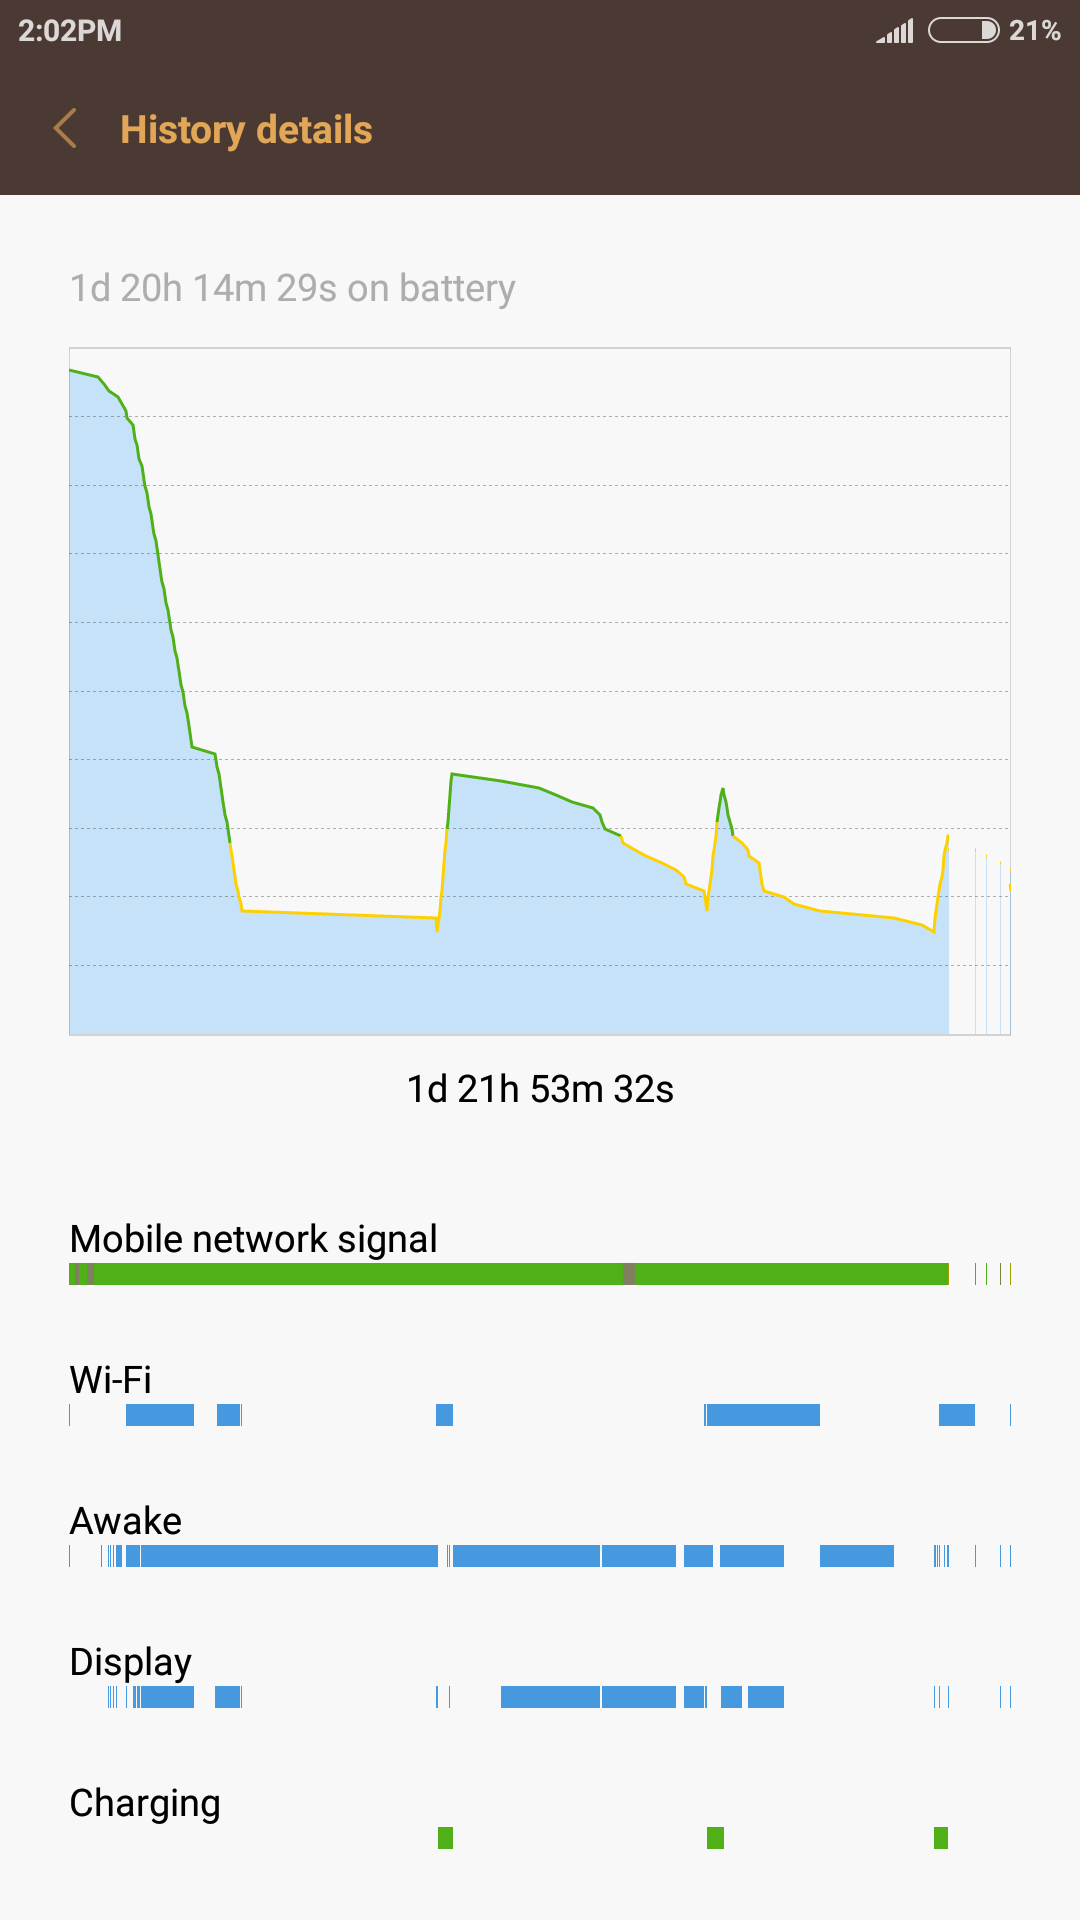 2:02PM 21%
History details
1d 20h 14m 29s on battery
1d 21h 53m 32s
Mobile network signal
Wi-Fi
Awake
Display
Charging